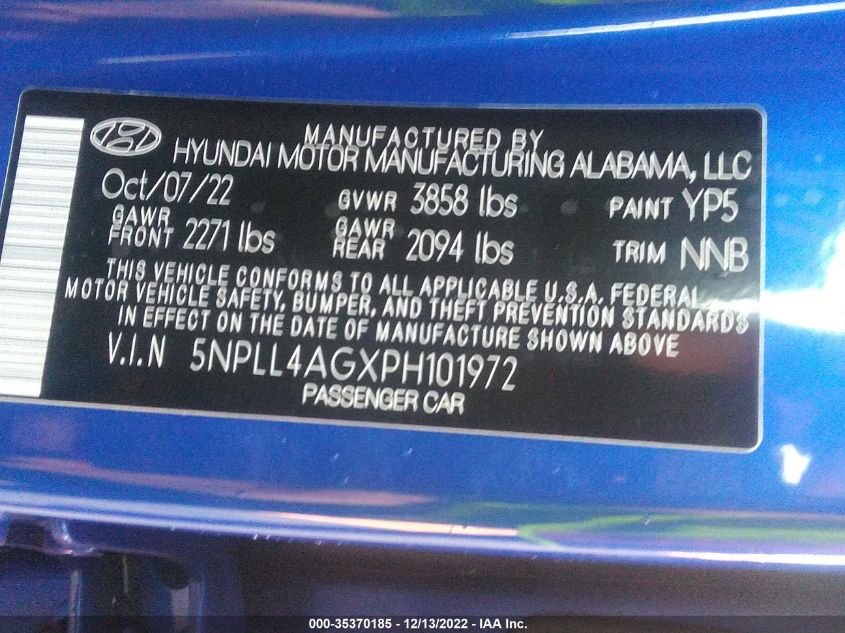 MANUFACTURED BY
HYUNDAI MOTOR MANUFACTURING ALABAMA, LLC
Oct/07/22 GVWR 3858 lbs PAINT YP5
GAWR FRONT 2271 lbs GAWR REAR 2094 lbs TRIM NNB
THIS VEHICLE CONFORMS TO ALL APPLICABLE U.S.A. FEDERAL
MOTOR VEHICLE SAFETY, BUMPER, AND THEFT PREVENTION STANDARDS
IN EFFECT ON THE DATE OF MANUFACTURE SHOWN ABOVE
V.I.N 5NPLL4AGXPH101972
PASSENGER CAR
000-35370185 - 12/13/2022 - IAA Inc.